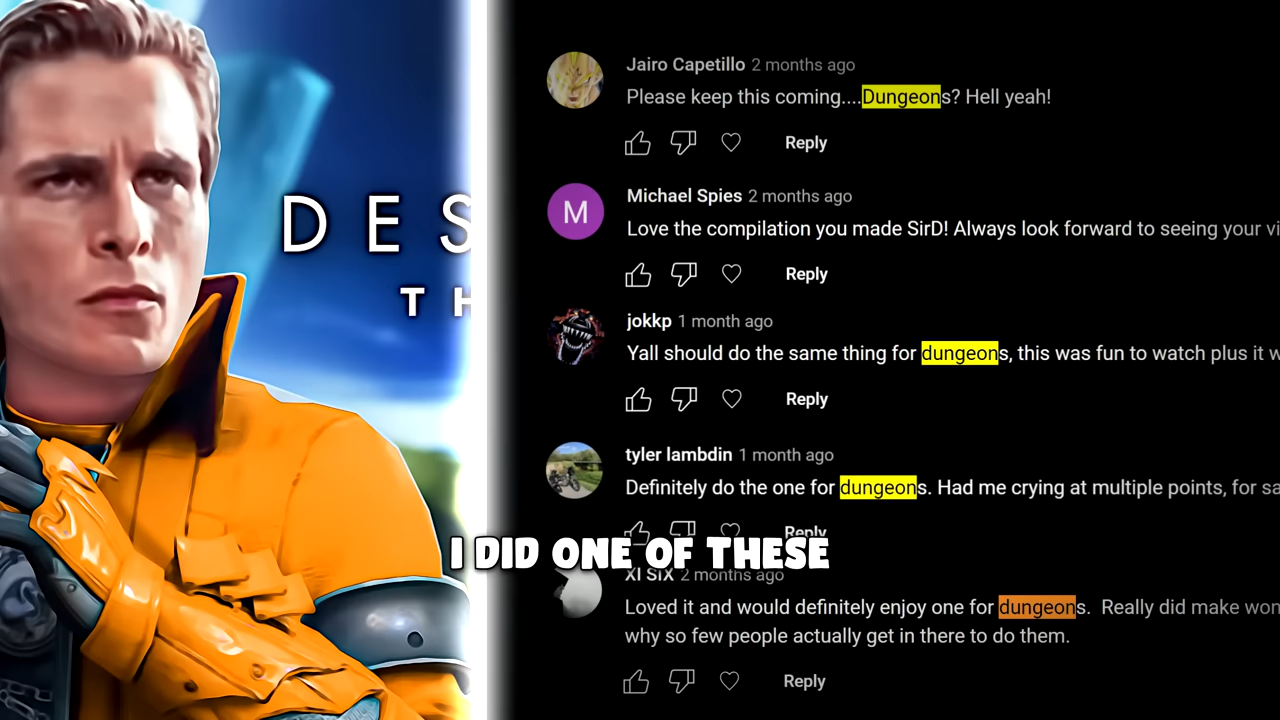 DES
TH
Jairo Capetillo 2 months ago
Please keep this coming....Dungeons? Hell yeah!
Reply
M
Michael Spies 2 months ago
Love the compilation you made SirD! Always look forward to seeing your vi
Reply
jokkp 1 month ago
Yall should do the same thing for dungeons, this was fun to watch plus it w
Reply
tyler lambdin 1 month ago
Definitely do the one for dungeons. Had me crying at multiple points, for sa
Reply
I DID ONE OF THESE
XI SIX 2 months ago
Loved it and would definitely enjoy one for dungeons. Really did make won
why so few people actually get in there to do them.
Reply